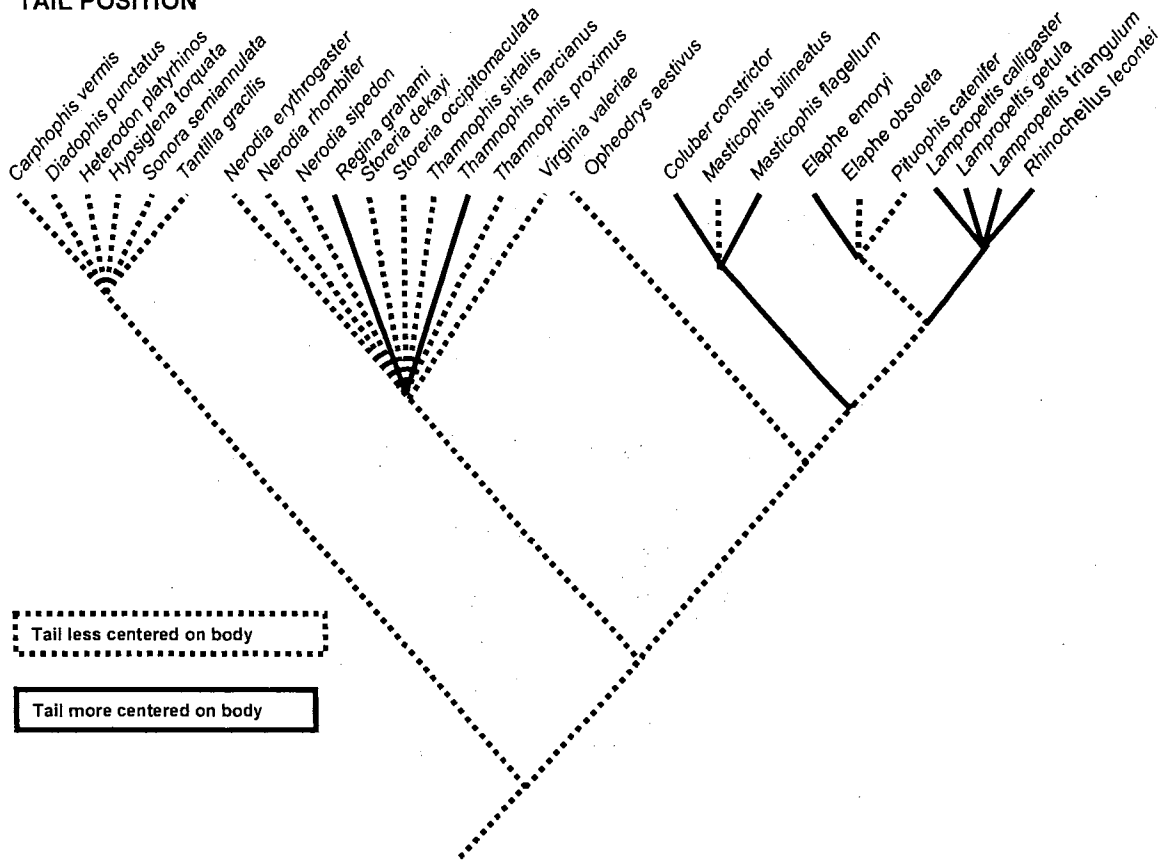 TAIL POSITION
Carphophis vermis
Diadophis punctatus
Heterodon platyrhinos
Hypsiglena torquata
Sonora semiannulata
Tantilla gracilis
Nerodia erythrogaster
Nerodia rhombifer
Nerodia sipedon
Regina grahami
Storeria dekayi
Storeria occipitomaculata
Thamnophis sirtalis
Thamnophis marcianus
Thamnophis proximus
Virginia valeriae
Opheodrys aestivus
Coluber constrictor
Masticophis bilineatus
Masticophis flagellum
Elaphe emoryi
Elaphe obsoleta
Pituophis catenifer
Lampropeltis calligaster
Lampropeltis getula
Lampropeltis triangulum
Rhinocheilus lecontei
Tail less centered on body
Tail more centered on body